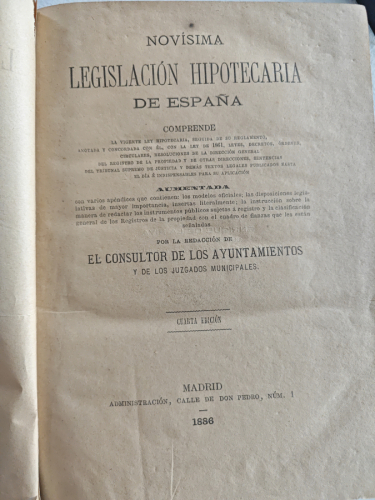 NOVÍSIMA
LEGISLACIÓN HIPOTECARIA
DE ESPAÑA
COMPRENDE
LA VIGENTE LEY HIPOTECARIA, SEGUIDA DE SU REGLAMENTO,
ANOTADA Y CONCORDADA CON ÉL, CON LA LEY DE 1861, LEYES, DECRETOS, ÓRDENES,
CIRCULARES, RESOLUCIONES DE LA DIRECCIÓN GENERAL
DEL REGISTRO DE LA PROPIEDAD Y DE OTRAS DIRECCIONES, SENTENCIAS
DEL TRIBUNAL SUPREMO DE JUSTICIA Y DEMÁS TEXTOS LEGALES PUBLICADOS HASTA
EL DÍA É INDISPENSABLES PARA SU APLICACIÓN
AUMENTADA
con varios apéndices que contienen: los modelos oficiales, las disposiciones legis-
lativas de mayor importancia, insertas literalmente, la instrucción sobre la
manera de redactar los instrumentos públicos sujetos á registro y la clasificación
general de los Registros de la propiedad con el cuadro de fianzas que les están
señaladas
POR LA REDACCIÓN DE
EL CONSULTOR DE LOS AYUNTAMIENTOS
Y DE LOS JUZGADOS MUNICIPALES.
CUARTA EDICIÓN
MADRID
ADMINISTRACIÓN, CALLE DE DON PEDRO, NÚM. 1
1886